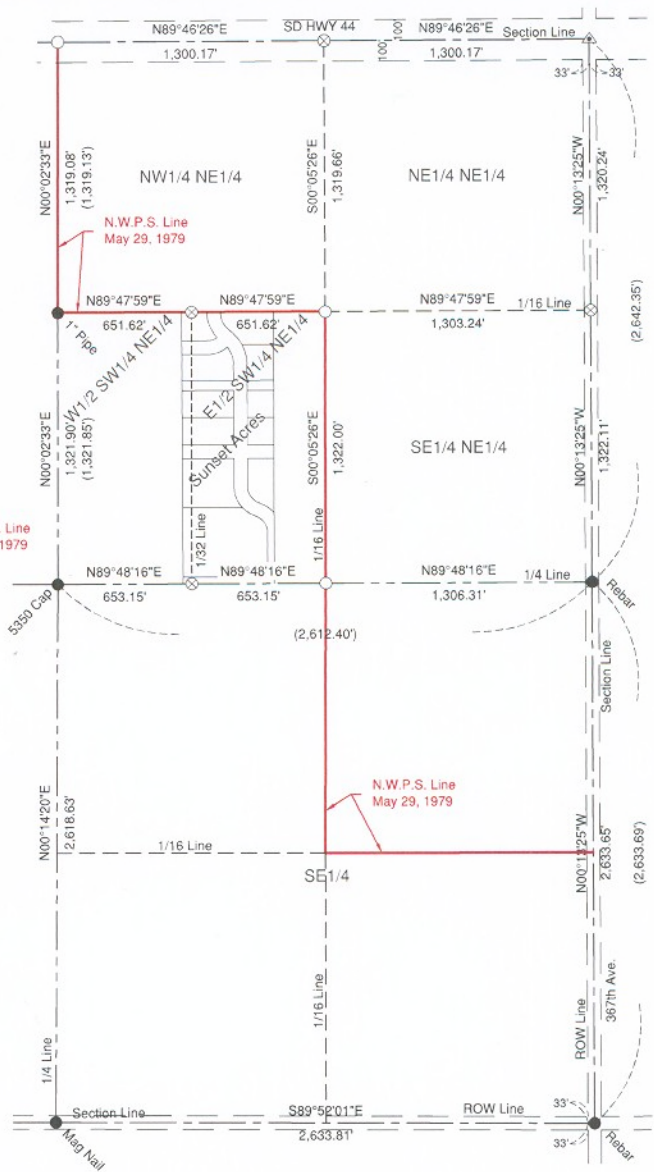 N89°46'26"E
SD HWY 44
N89°46'26"E
Section Line
1,300.17'
100
100
1,300.17'
33'
33'
N00°02'33"E
1,319.08'
(1,319.13')
NW1/4 NE1/4
S00°05'26"E
1,319.66'
NE1/4 NE1/4
N00°13'25"W
1,320.24'
N.W.P.S. Line
May 29, 1979
N89°47'59"E
N89°47'59"E
N89°47'59"E
1/16 Line
651.62'
651.62'
1,303.24'
(2,642.35')
1" Pipe
W1/2 SW1/4 NE1/4
E1/2 SW1/4 NE1/4
Sunset Acres
N00°02'33"E
1,321.90'
(1,321.85')
S00°05'26"E
1,322.00'
SE1/4 NE1/4
N00°13'25"W
1,322.11'
Line
1979
1/32 Line
1/16 Line
N89°48'16"E
N89°48'16"E
N89°48'16"E
1/4 Line
653.15'
653.15'
1,306.31'
5350 Cap
Rebar
(2,612.40')
Section Line
N.W.P.S. Line
May 29, 1979
N00°14'20"E
2,618.63'
1/16 Line
SE1/4
N00°13'25"W
2,633.65'
(2,633.69')
1/16 Line
367th Ave.
ROW Line
1/4 Line
Section Line
S89°52'01"E
ROW Line
33'
2,633.81'
33'
Mag Nail
Rebar